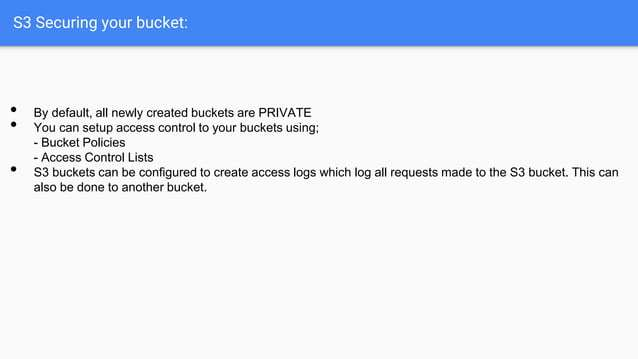 S3 Securing your bucket:
• By default, all newly created buckets are PRIVATE
• You can setup access control to your buckets using;
- Bucket Policies
- Access Control Lists
• S3 buckets can be configured to create access logs which log all requests made to the S3 bucket. This can
also be done to another bucket.